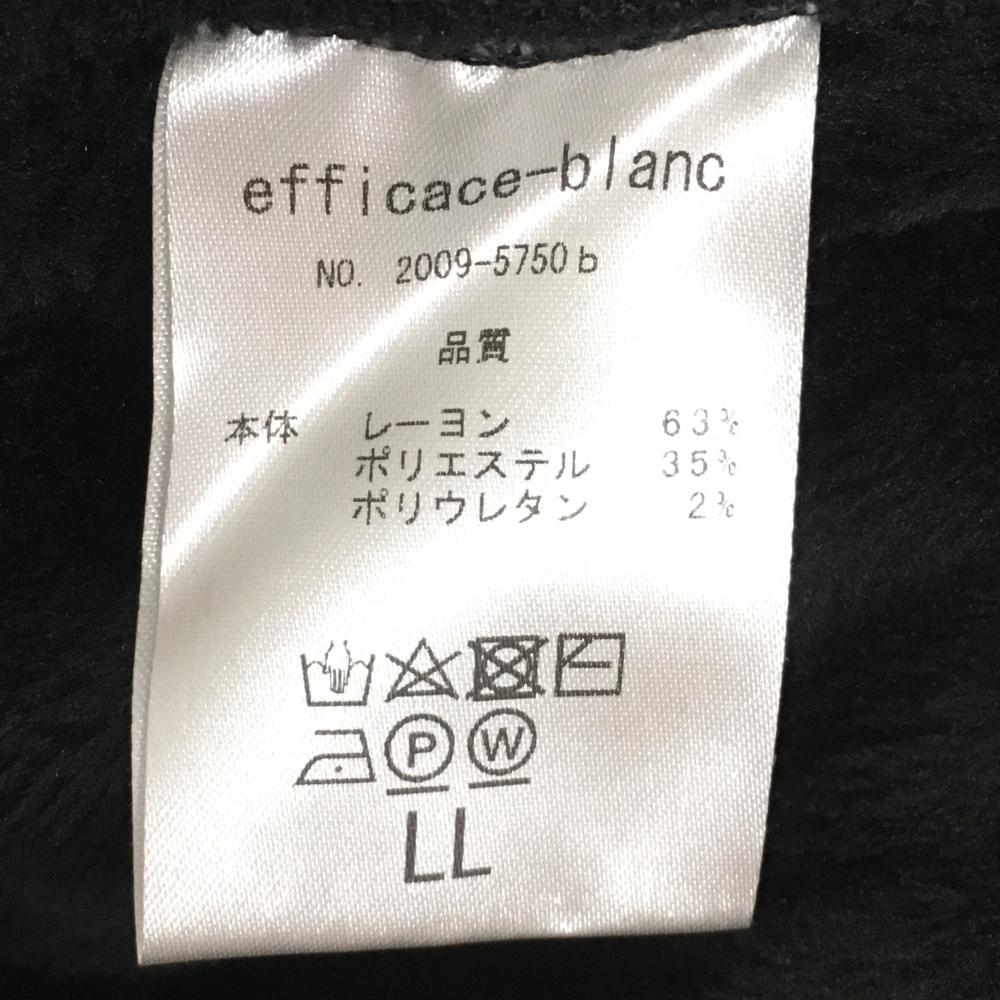 efficace-blanc
NO. 2009-5750b
品質
本体 レーヨン 63%
ポリエステル 35%
ポリウレタン 2%
P W
LL